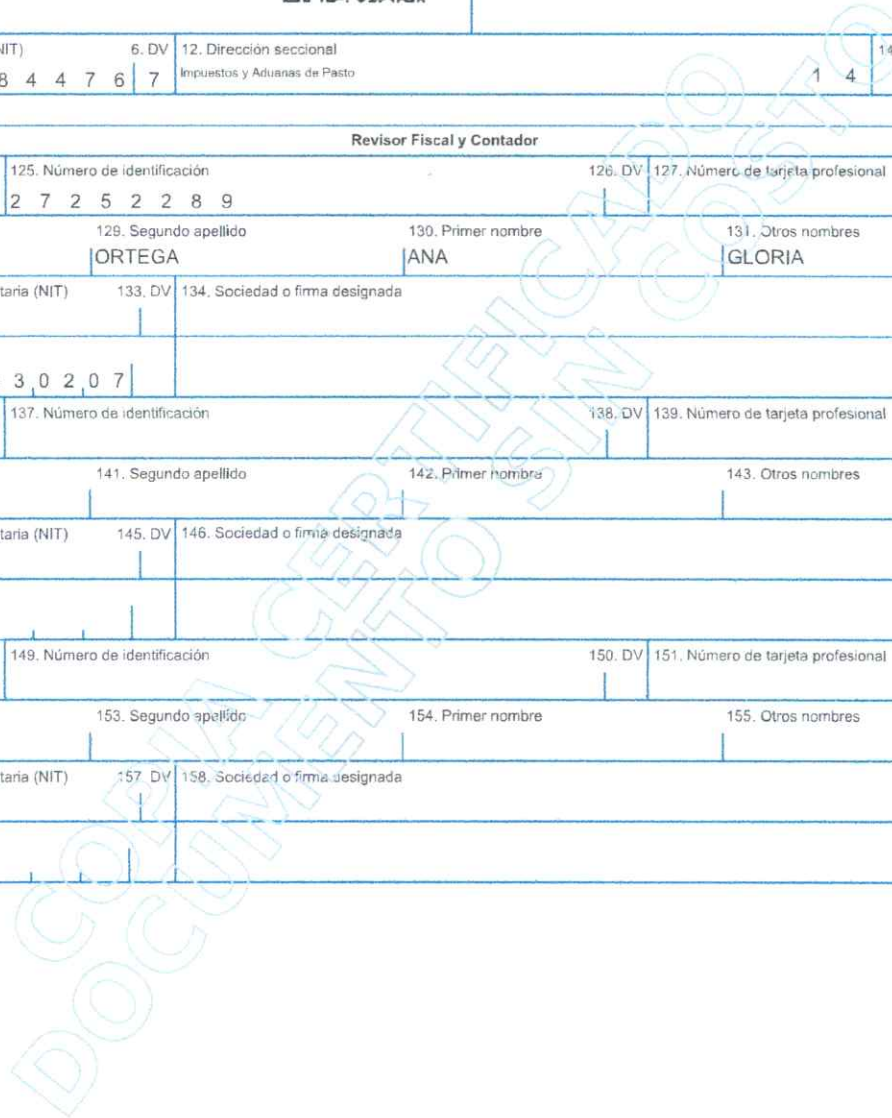 NIT) 6. DV 12. Dirección seccional 14
8 4 4 7 6 7 Impuestos y Aduanas de Pasto 1 4
Revisor Fiscal y Contador
125. Número de identificación 126. DV 127. Número de tarjeta profesional
2 7 2 5 2 2 8 9
129. Segundo apellido 130. Primer nombre 131. Otros nombres
ORTEGA ANA GLORIA
taria (NIT) 133. DV 134. Sociedad o firma designada
3 0 2 0 7
137. Número de identificación 138. DV 139. Número de tarjeta profesional
141. Segundo apellido 142. Primer nombre 143. Otros nombres
taria (NIT) 145. DV 146. Sociedad o firma designada
149. Número de identificación 150. DV 151. Número de tarjeta profesional
153. Segundo apellido 154. Primer nombre 155. Otros nombres
taria (NIT) 157. DV 158. Sociedad o firma designada
COPIA CERTIFICADO
DOCUMENTO SIN COSTO